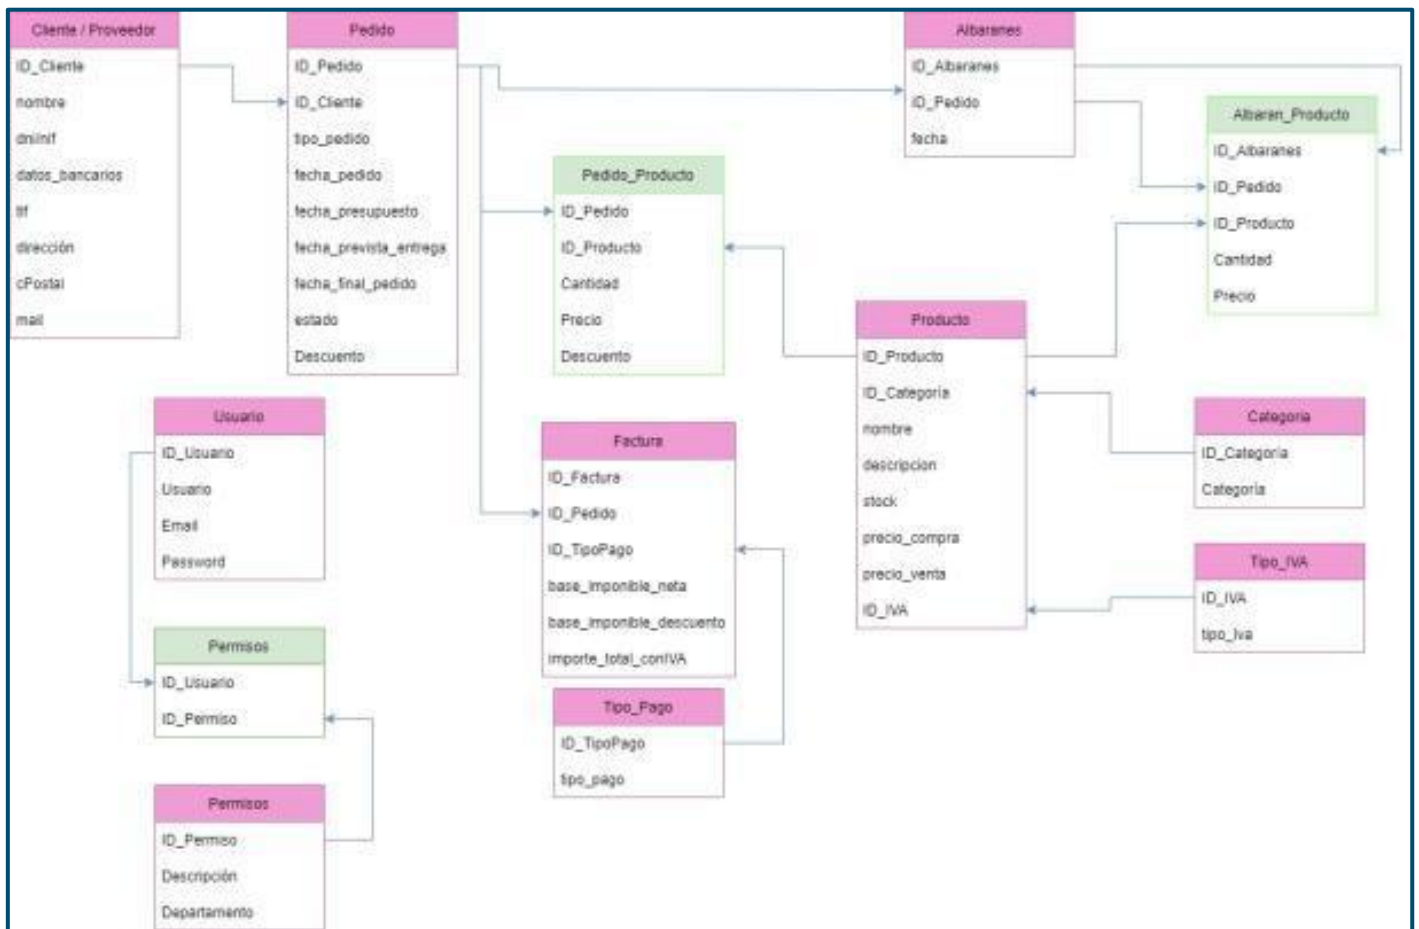 Cliente / Proveedor
ID_Cliente
nombre
dni/nif
datos_bancarios
tlf
dirección
cPostal
mail
Pedido
ID_Pedido
ID_Cliente
tipo_pedido
fecha_pedido
fecha_presupuesto
fecha_prevista_entrega
fecha_final_pedido
estado
Descuento
Albaranes
ID_Albaranes
ID_Pedido
fecha
Albaran_Producto
ID_Albaranes
ID_Pedido
ID_Producto
Cantidad
Precio
Pedido_Producto
ID_Pedido
ID_Producto
Cantidad
Precio
Descuento
Producto
ID_Producto
ID_Categoría
nombre
descripcion
stock
precio_compra
precio_venta
ID_IVA
Usuario
ID_Usuario
Usuario
Email
Password
Factura
ID_Factura
ID_Pedido
ID_TipoPago
base_imponible_neta
base_imponible_descuento
importe_total_conIVA
Categoria
ID_Categoría
Categoría
Tipo_IVA
ID_IVA
tipo_Iva
Permisos
ID_Usuario
ID_Permiso
Tipo_Pago
ID_TipoPago
tipo_pago
Permisos
ID_Permiso
Descripción
Departamento